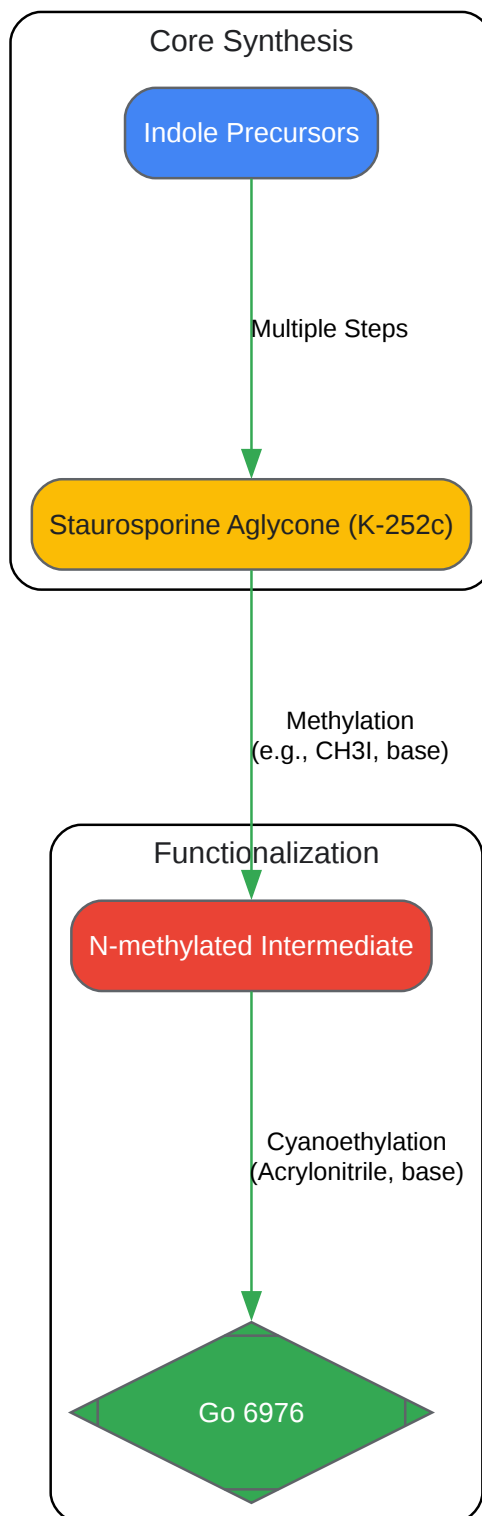 Core Synthesis
Indole Precursors
Multiple Steps
Staurosporine Aglycone (K-252c)
Methylation
(e.g., CH3I, base)
Functionalization
N-methylated Intermediate
Cyanoethylation
(Acrylonitrile, base)
Go 6976